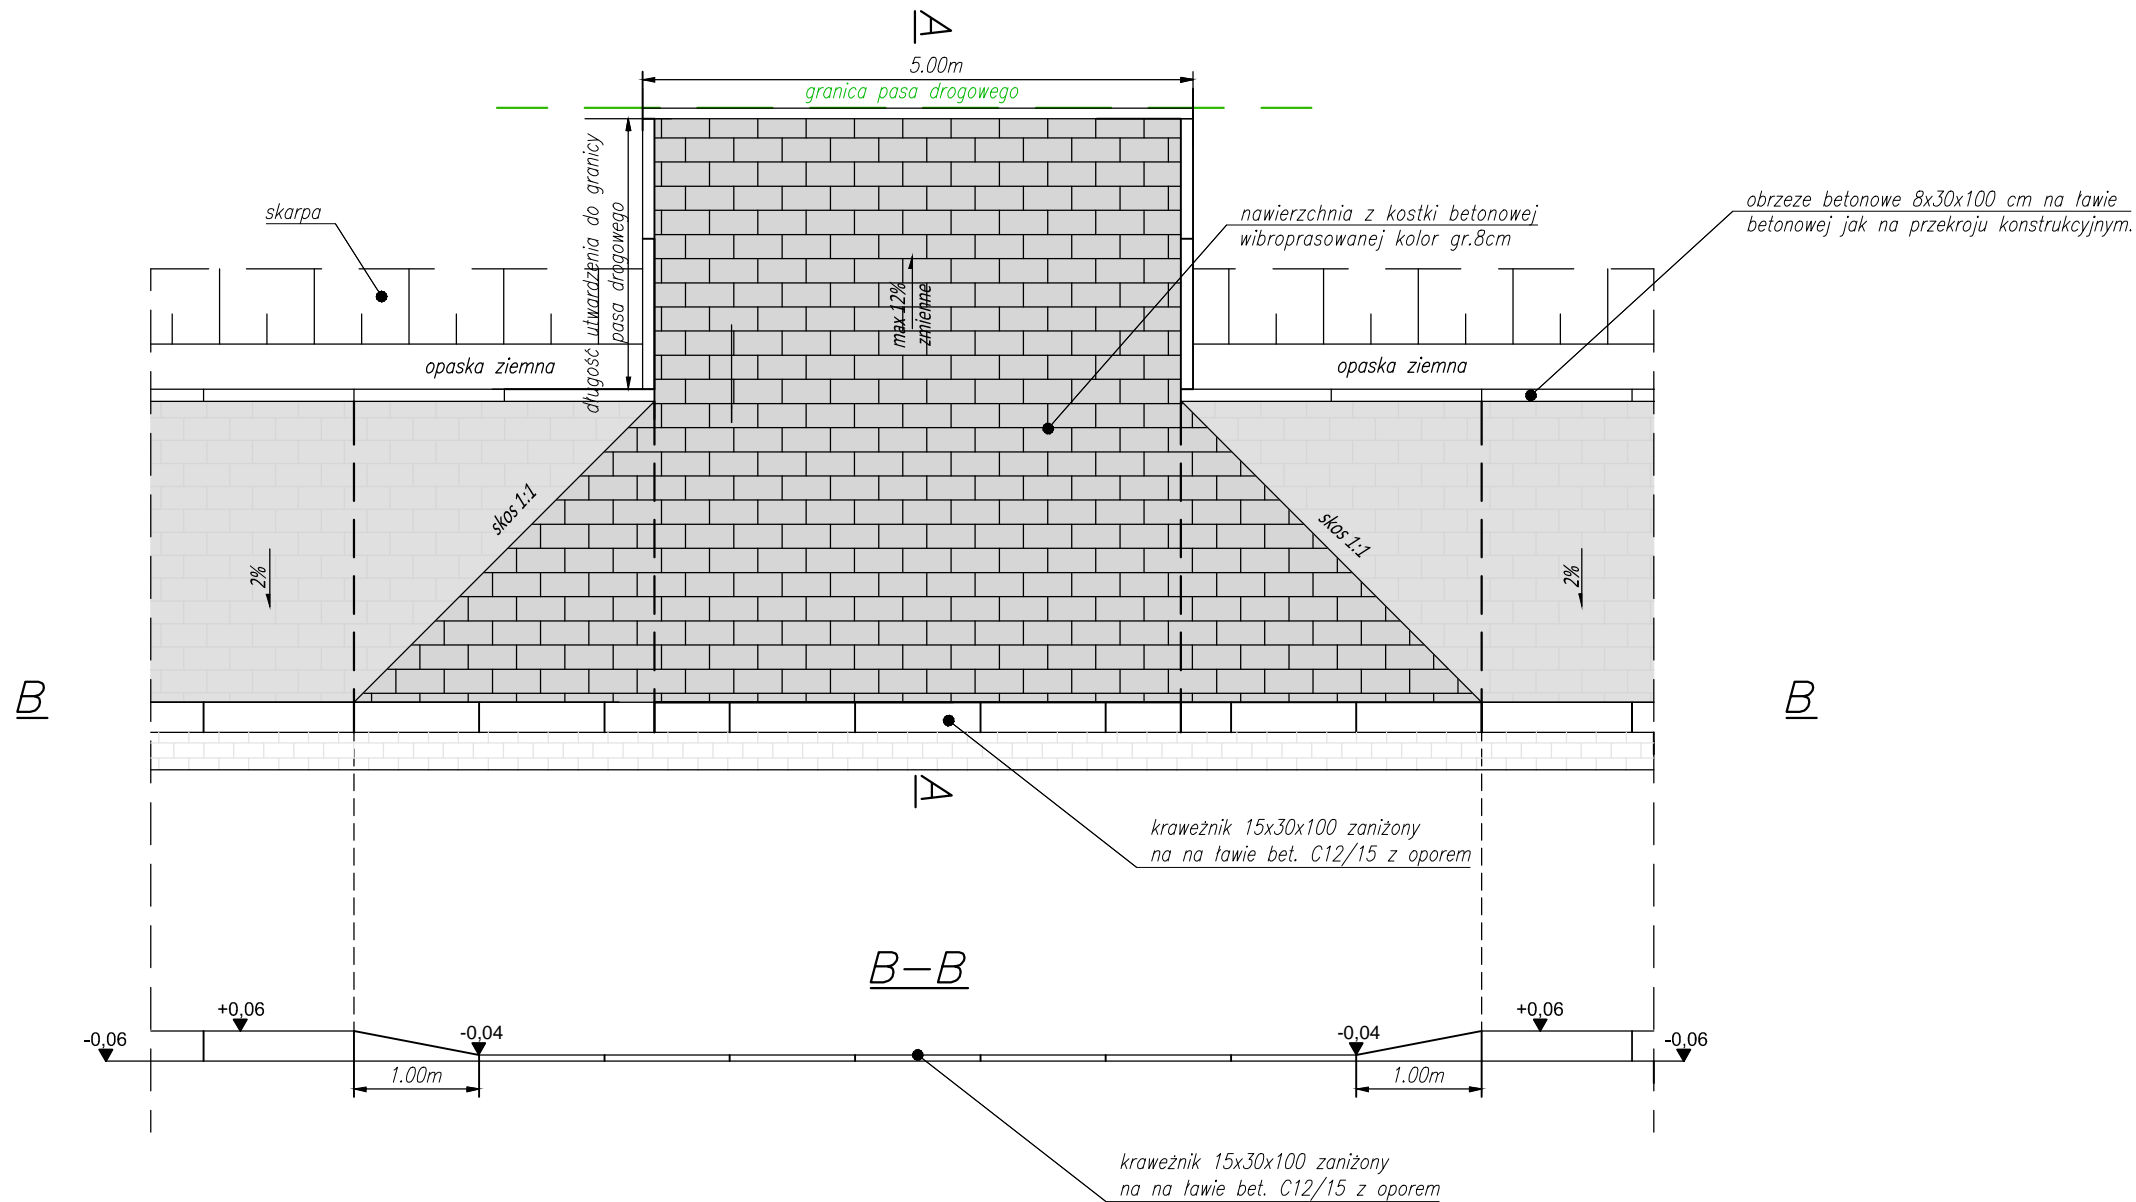 A
5.00m
granica pasa drogowego
długość utwardzenia do granicy
pasa drogowego
skarpa
nawierzchnia z kostki betonowej
wibroprasowanej kolor gr.8cm
obrzeze betonowe 8x30x100 cm na ławie
betonowej jak na przekroju konstrukcyjnym.
max 12%
zmienne
opaska ziemna
opaska ziemna
skos 1:1
skos 1:1
2%
2%
B
B
A
kraweżnik 15x30x100 zaniżony
na na ławie bet. C12/15 z oporem
B-B
+0,06
-0,06
-0,04
-0,04
+0,06
-0,06
1.00m
1.00m
kraweżnik 15x30x100 zaniżony
na na ławie bet. C12/15 z oporem